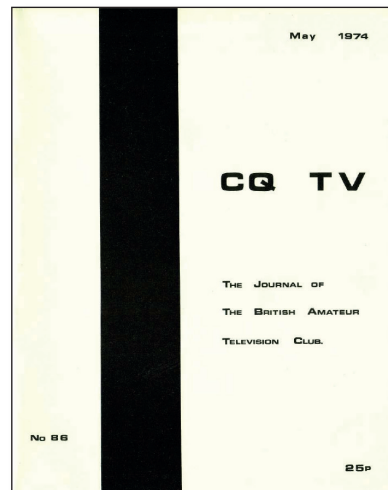 May 1974
CQ TV
THE JOURNAL OF
THE BRITISH AMATEUR
TELEVISION CLUB.
No 86
25P